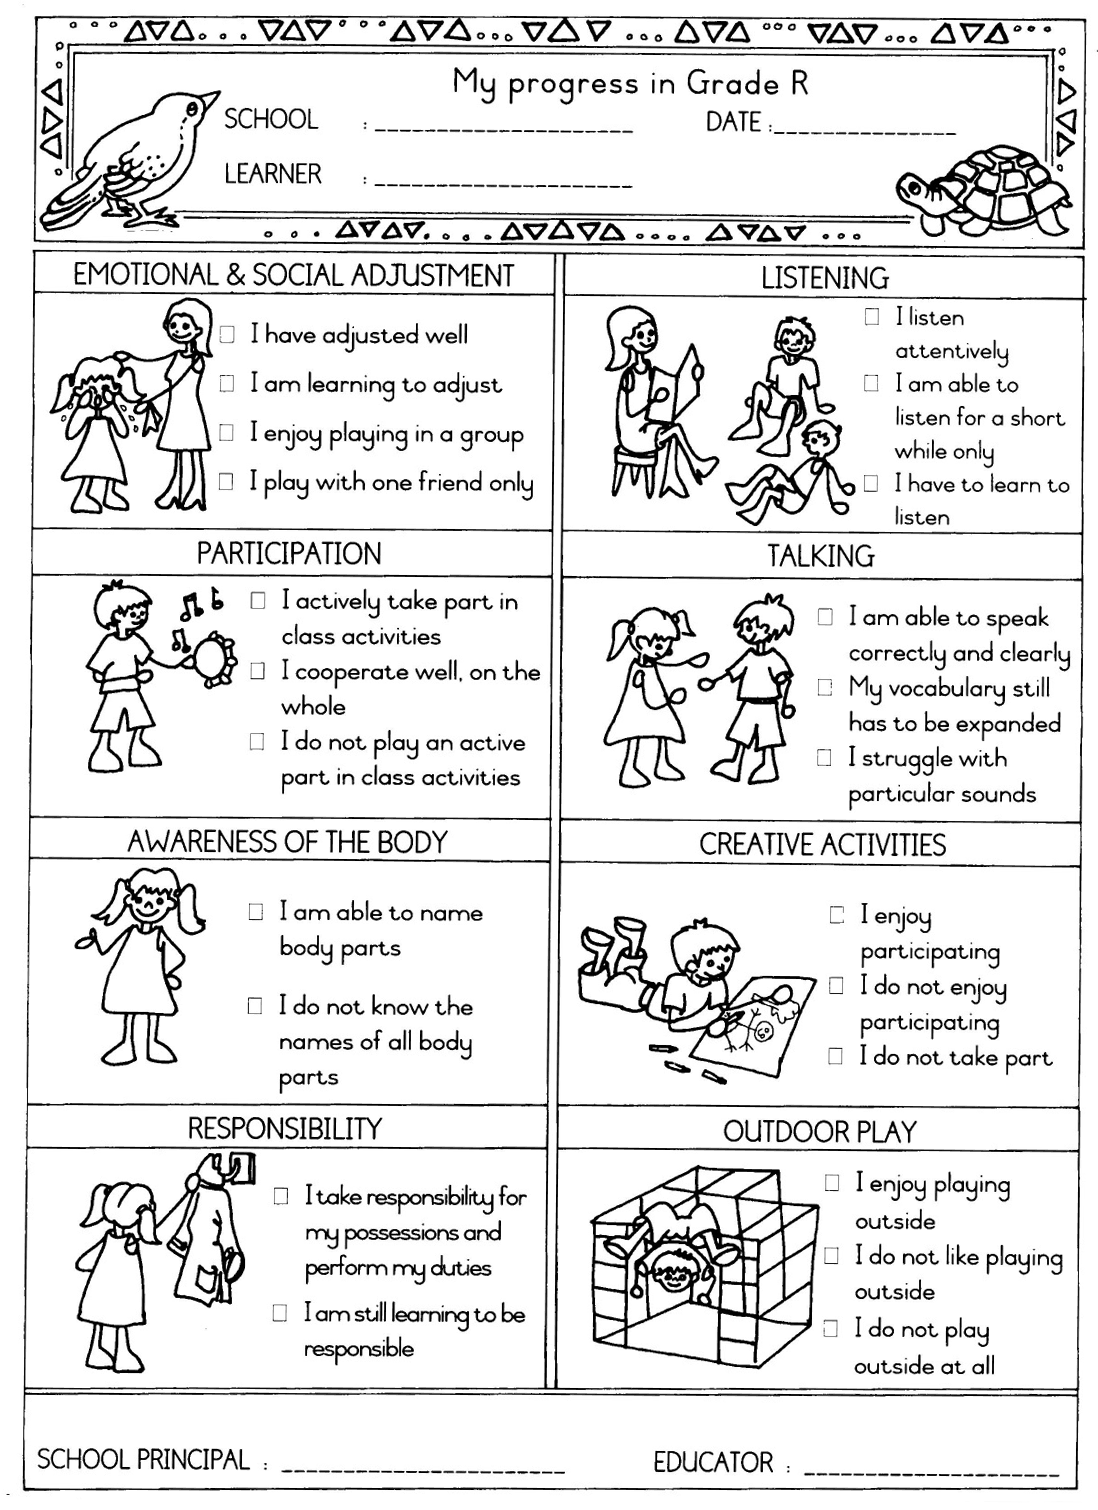 My progress in Grade R
SCHOOL : ____________________ DATE : ______________
LEARNER : ____________________
EMOTIONAL & SOCIAL ADJUSTMENT
☐ I have adjusted well
☐ I am learning to adjust
☐ I enjoy playing in a group
☐ I play with one friend only
LISTENING
☐ I listen
attentively
☐ I am able to
listen for a short
while only
☐ I have to learn to
listen
PARTICIPATION
☐ I actively take part in
class activities
☐ I cooperate well, on the
whole
☐ I do not play an active
part in class activities
TALKING
☐ I am able to speak
correctly and clearly
☐ My vocabulary still
has to be expanded
☐ I struggle with
particular sounds
AWARENESS OF THE BODY
☐ I am able to name
body parts
☐ I do not know the
names of all body
parts
CREATIVE ACTIVITIES
☐ I enjoy
participating
☐ I do not enjoy
participating
☐ I do not take part
RESPONSIBILITY
☐ I take responsibility for
my possessions and
perform my duties
☐ I am still learning to be
responsible
OUTDOOR PLAY
☐ I enjoy playing
outside
☐ I do not like playing
outside
☐ I do not play
outside at all
SCHOOL PRINCIPAL : ____________________ EDUCATOR : ____________________